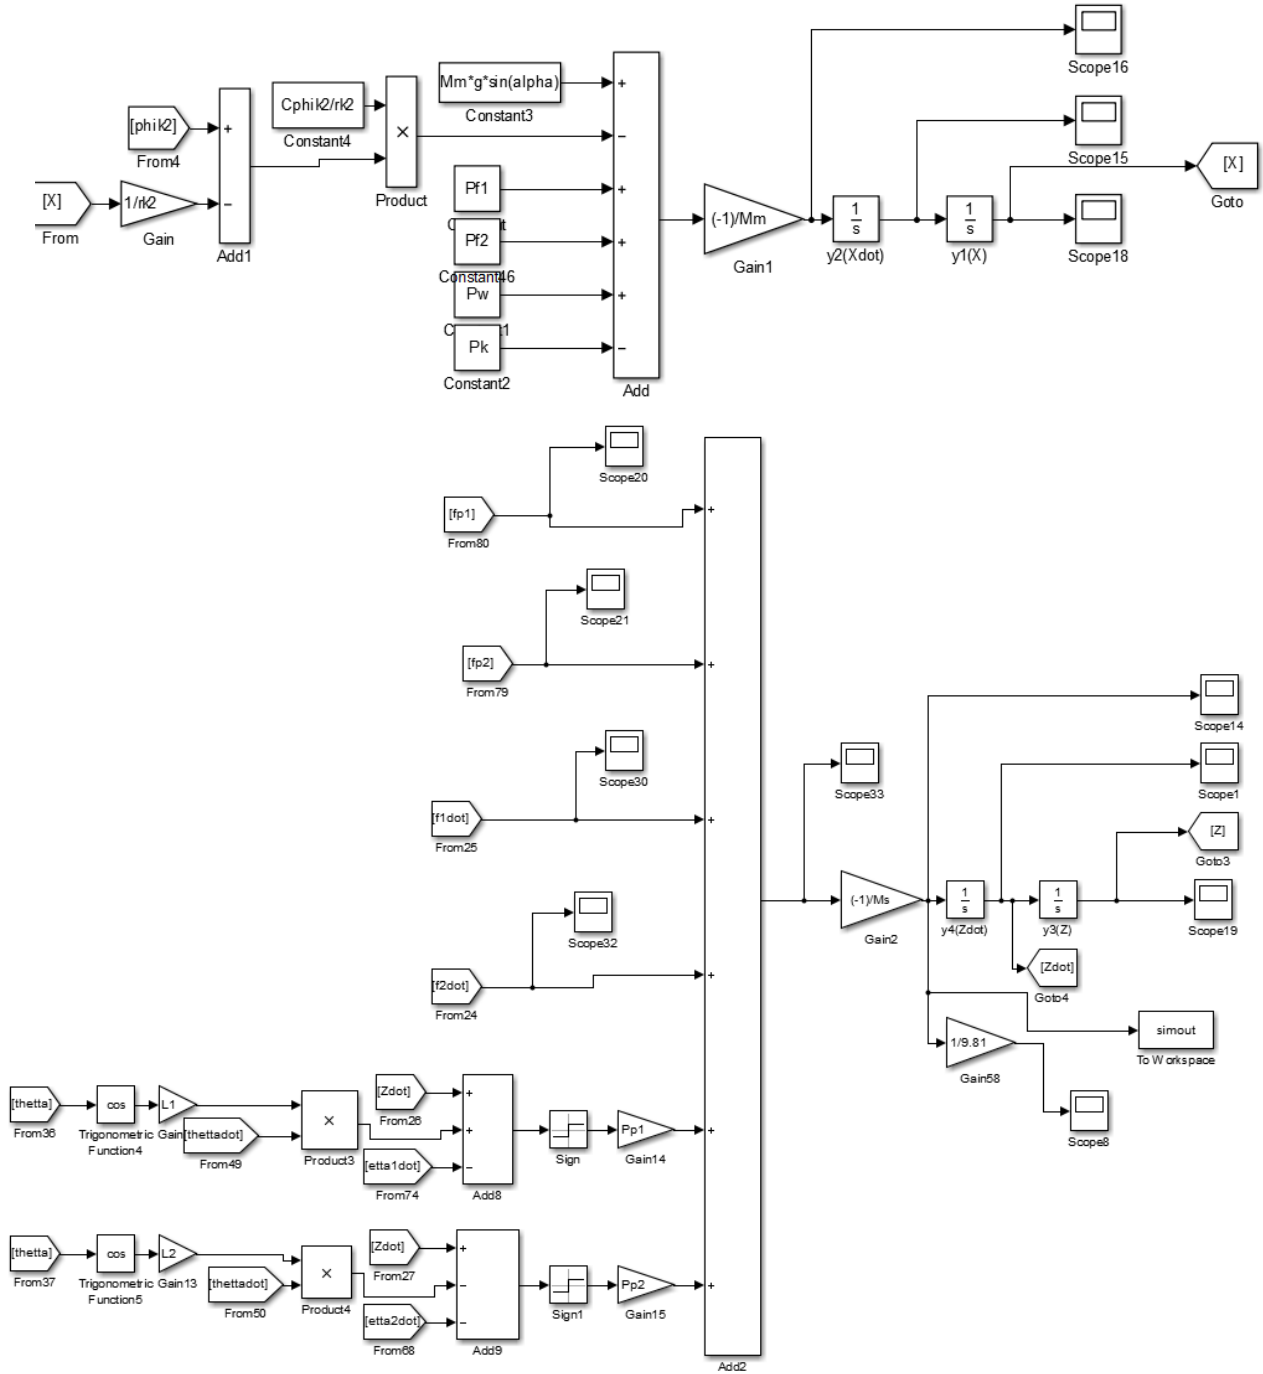 Scope16
Mm*g*sin(alpha)
+
Constant3
Cphik2/rk2
Constant4
×
Product
−
[phik2]
From4
+
[X]
From
1/rk2
Gain
−
Add1
Pf1
+
Pf2
+
Constant46
Pw
+
Pk
−
Constant2
Add
(-1)/Mm
Gain1
1
s
y2(Xdot)
1
s
y1(X)
Scope15
Scope18
[X]
Goto
Scope20
[fp1]
From80
+
Scope21
[fp2]
From79
+
Scope30
[f1dot]
From25
+
Scope32
[f2dot]
From24
+
Scope33
(-1)/Ms
Gain2
1
s
y4(Zdot)
1
s
y3(Z)
Scope14
Scope1
[Z]
Goto3
Scope19
[Zdot]
Goto4
simout
To Workspace
1/9.81
Gain58
Scope8
[thetta]
From36
cos
Trigonometric
Function4
L1
Gain
[thettadot]
From49
×
Product3
[Zdot]
From26
+
+
[etta1dot]
From74
−
Add8
Sign
Pp1
Gain14
+
[thetta]
From37
cos
Trigonometric
Function5
L2
Gain13
[thettadot]
From50
×
Product4
[Zdot]
From27
+
−
[etta2dot]
From68
−
Add9
Sign1
Pp2
Gain15
+
Add2